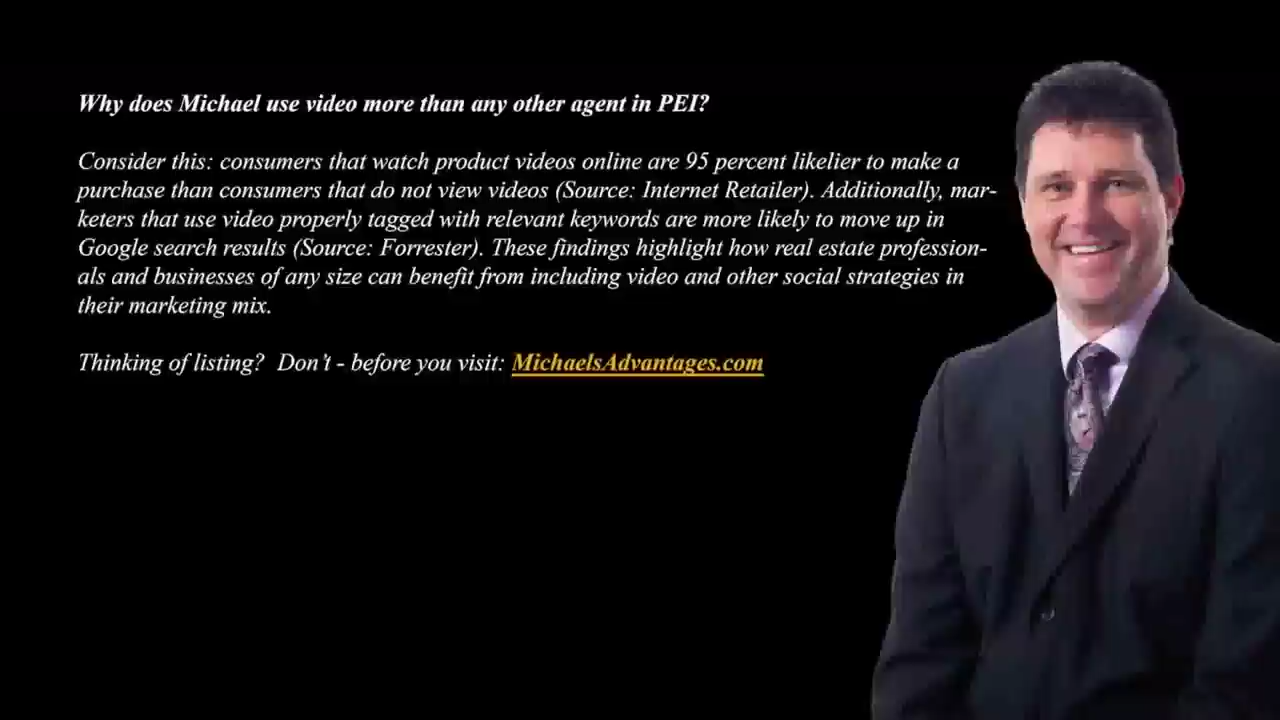 Why does Michael use video more than any other agent in PEI?
Consider this: consumers that watch product videos online are 95 percent likelier to make a
purchase than consumers that do not view videos (Source: Internet Retailer). Additionally, mar-
keters that use video properly tagged with relevant keywords are more likely to move up in
Google search results (Source: Forrester). These findings highlight how real estate profession-
als and businesses of any size can benefit from including video and other social strategies in
their marketing mix.
Thinking of listing?  Don't - before you visit: MichaelsAdvantages.com